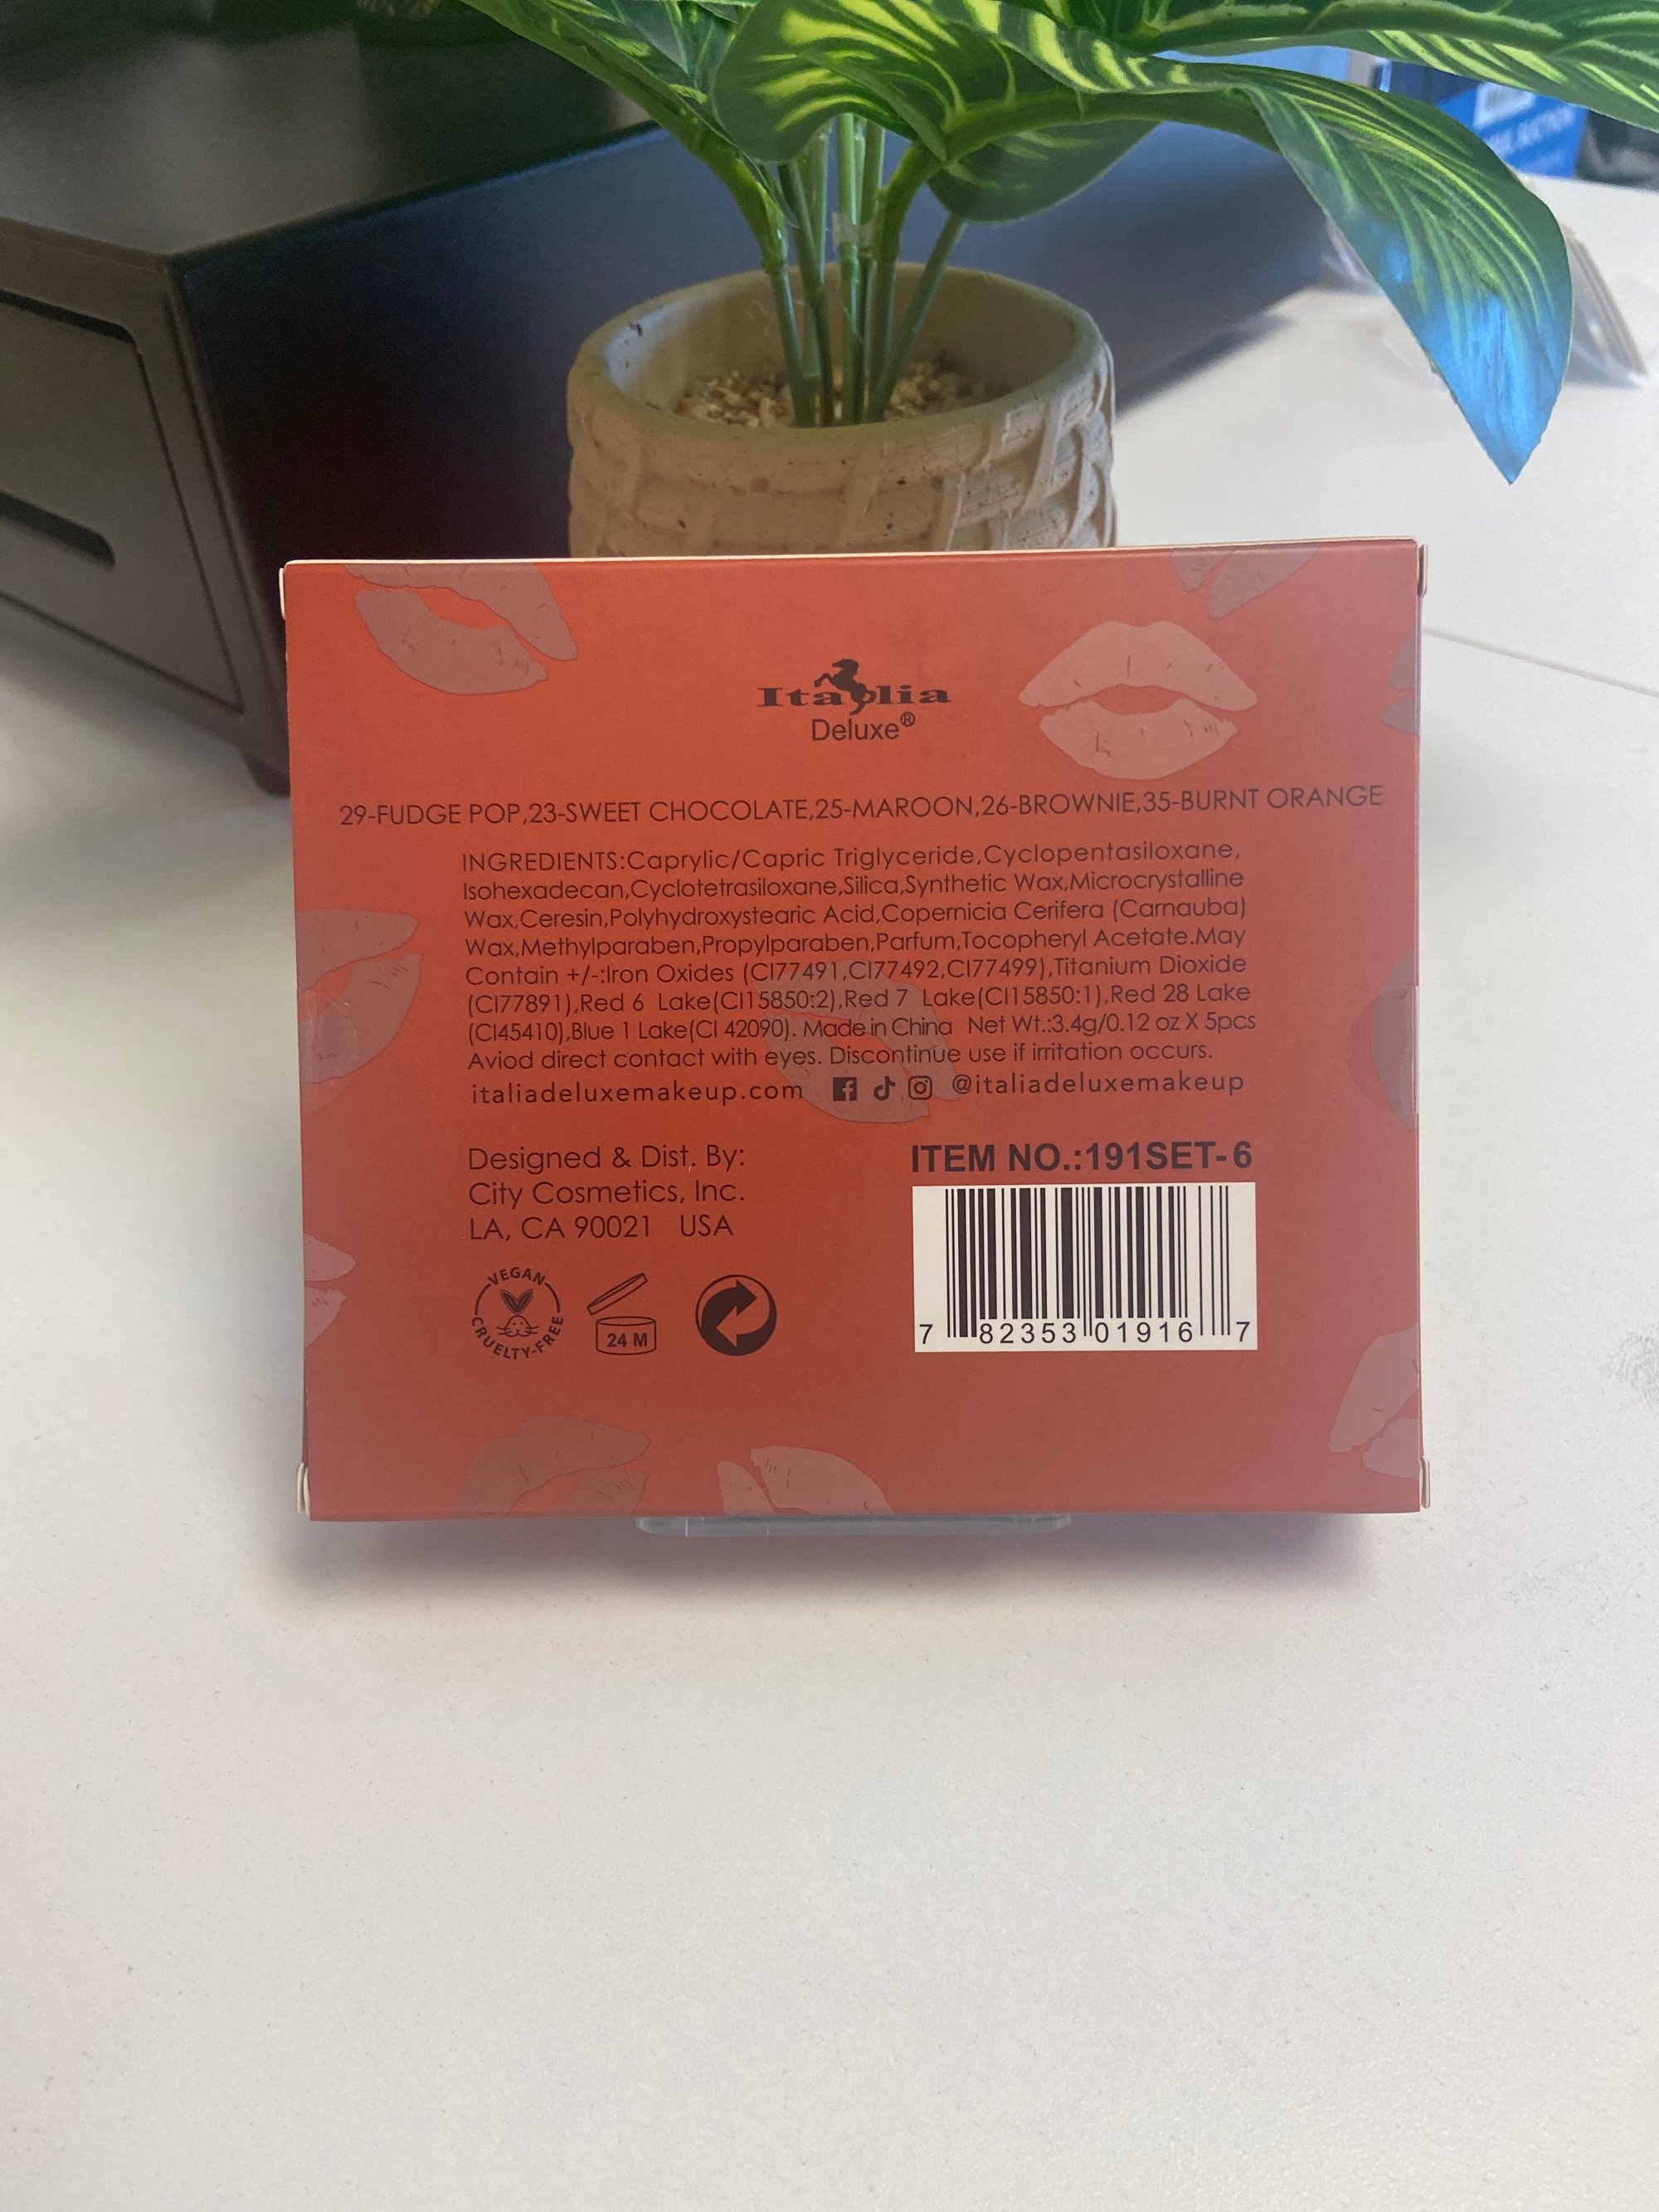 Italia
Deluxe®
29-FUDGE POP,23-SWEET CHOCOLATE,25-MAROON,26-BROWNIE,35-BURNT ORANGE
INGREDIENTS:Caprylic/Capric Triglyceride,Cyclopentasiloxane,
Isohexadecan,Cyclotetrasiloxane,Silica,Synthetic Wax,Microcrystalline
Wax,Ceresin,Polyhydroxystearic Acid,Copernicia Cerifera (Carnauba)
Wax,Methylparaben,Propylparaben,Parfum,Tocopheryl Acetate.May
Contain +/-:Iron Oxides (CI77491,CI77492,CI77499),Titanium Dioxide
(CI77891),Red 6 Lake(CI15850:2),Red 7 Lake(CI15850:1),Red 28 Lake
(CI45410),Blue 1 Lake(CI 42090). Made in China Net Wt.:3.4g/0.12 oz X 5pcs
Aviod direct contact with eyes. Discontinue use if irritation occurs.
italiadeluxemakeup.com @italiadeluxemakeup
Designed & Dist. By:
City Cosmetics, Inc.
LA, CA 90021 USA
VEGAN
CRUELTY-FREE
24 M
ITEM NO.:191SET-6
7 82353 01916 7